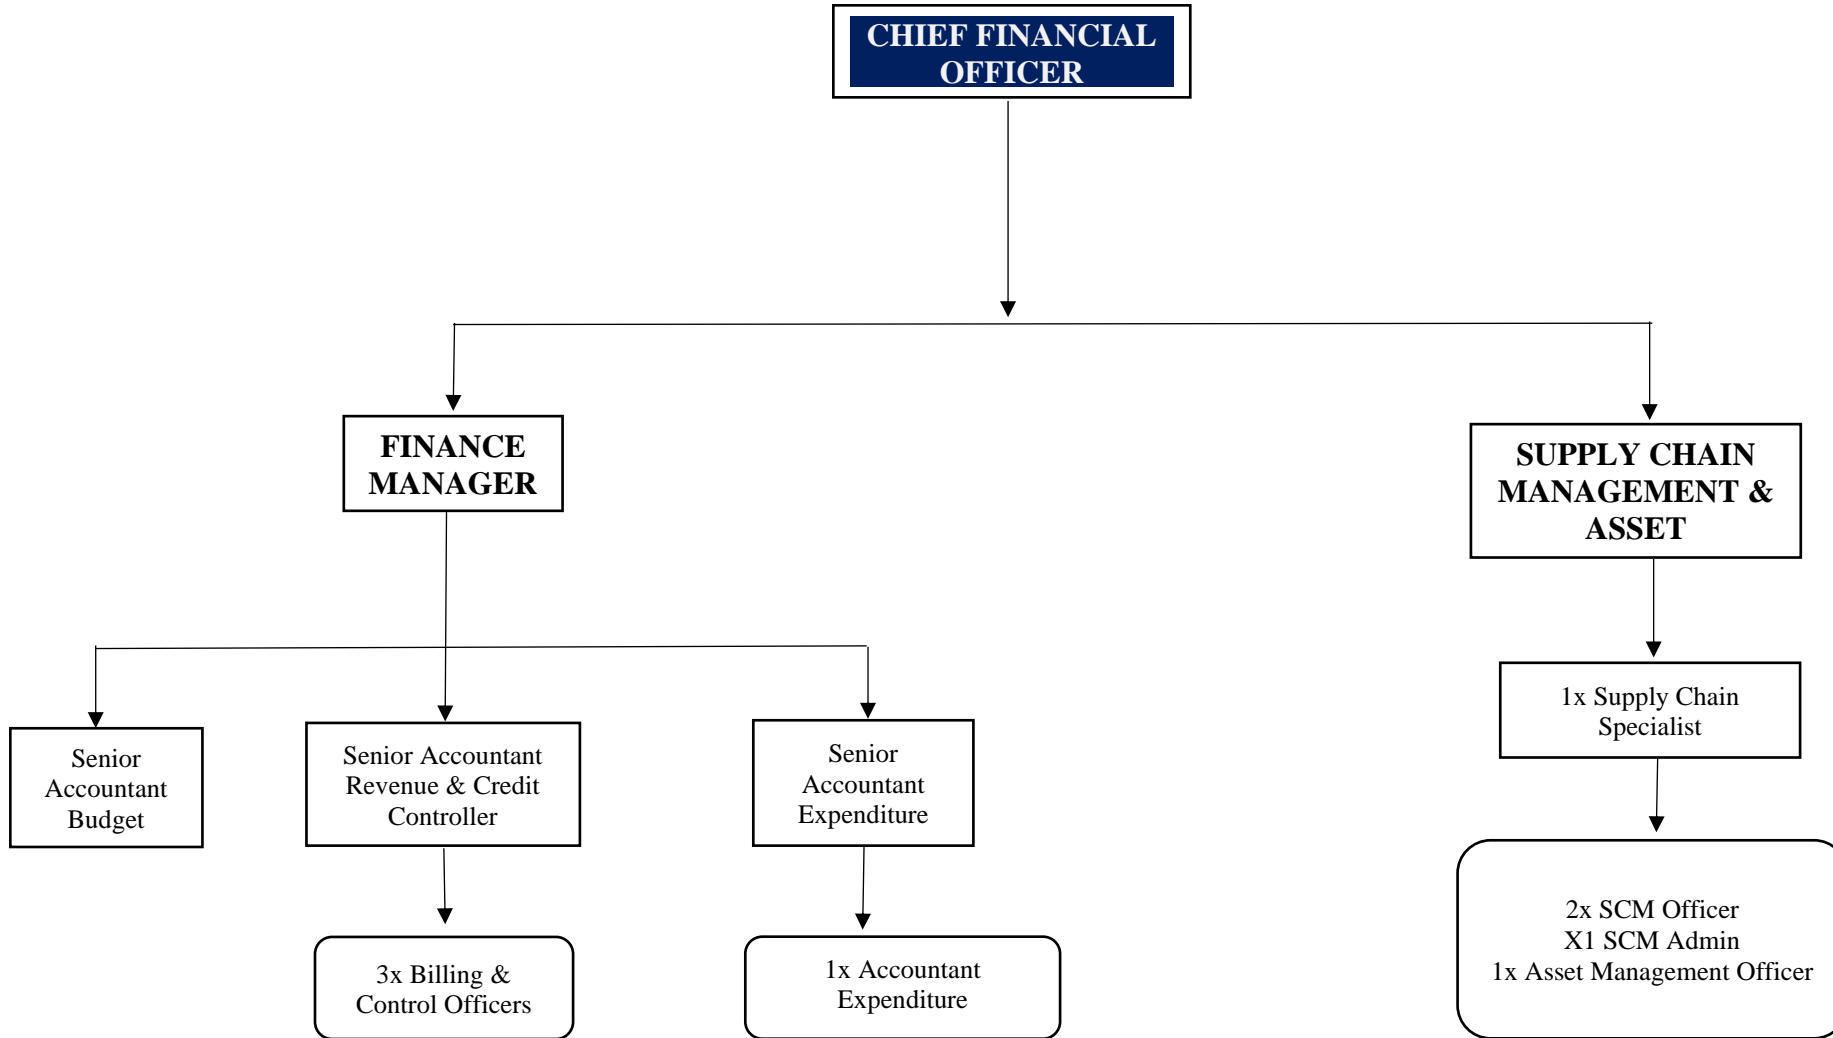 CHIEF FINANCIAL
OFFICER
FINANCE
MANAGER
SUPPLY CHAIN
MANAGEMENT &
ASSET
1x Supply Chain
Specialist
Senior
Accountant
Budget
Senior Accountant
Revenue & Credit
Controller
Senior
Accountant
Expenditure
3x Billing &
Control Officers
1x Accountant
Expenditure
2x SCM Officer
X1 SCM Admin
1x Asset Management Officer